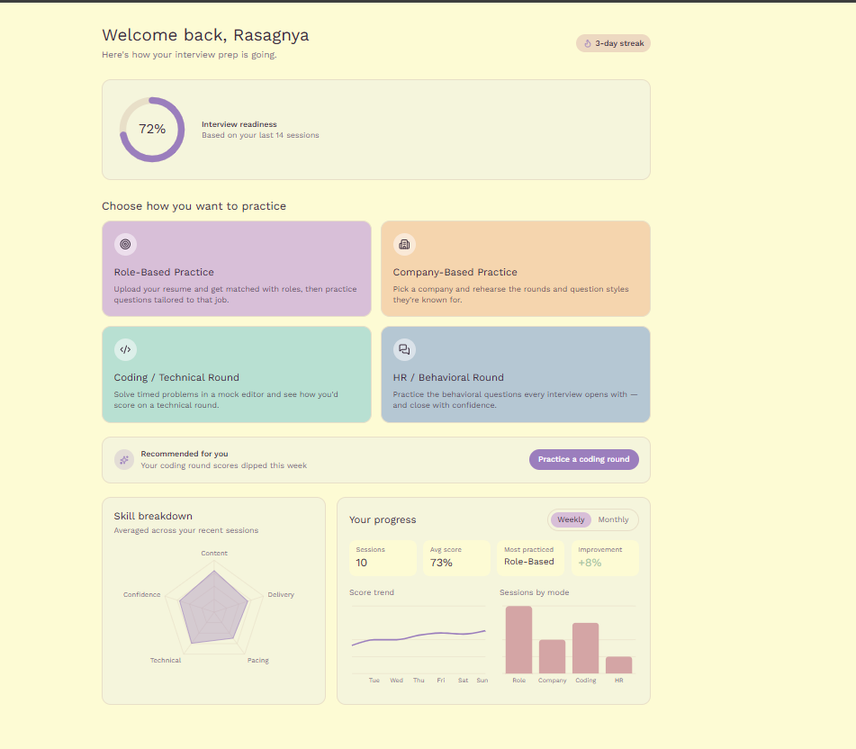 Welcome back, Rasagnya
Here's how your interview prep is going.
3-day streak
72%
Interview readiness
Based on your last 14 sessions
Choose how you want to practice
Role-Based Practice
Upload your resume and get matched with roles, then practice
questions tailored to that job.
Company-Based Practice
Pick a company and rehearse the rounds and question styles
they're known for.
Coding / Technical Round
Solve timed problems in a mock editor and see how you'd
score on a technical round.
HR / Behavioral Round
Practice the behavioral questions every interview opens with —
and close with confidence.
Recommended for you
Your coding round scores dipped this week
Practice a coding round
Skill breakdown
Averaged across your recent sessions
Content
Confidence
Delivery
Technical
Pacing
Your progress
Weekly
Monthly
Sessions
10
Avg score
73%
Most practiced
Role-Based
Improvement
+8%
Score trend
Tue Wed Thu Fri Sat Sun
Sessions by mode
Role Company Coding HR